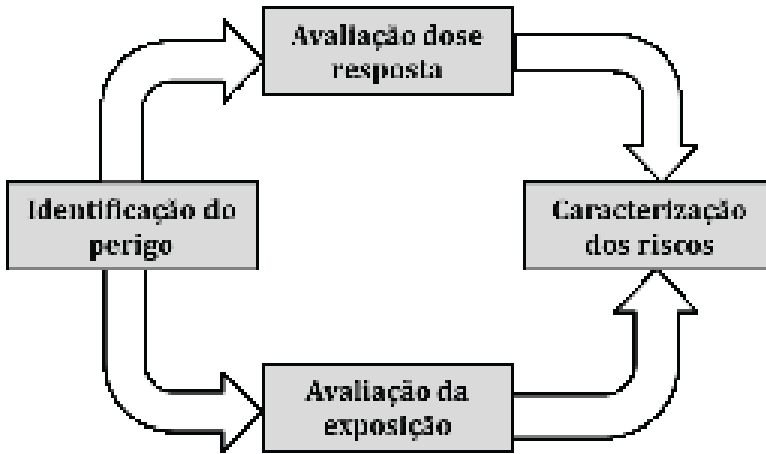 Avaliação dose
resposta
Identificação do
perigo
Caracterização
dos riscos
Avaliação da
exposição